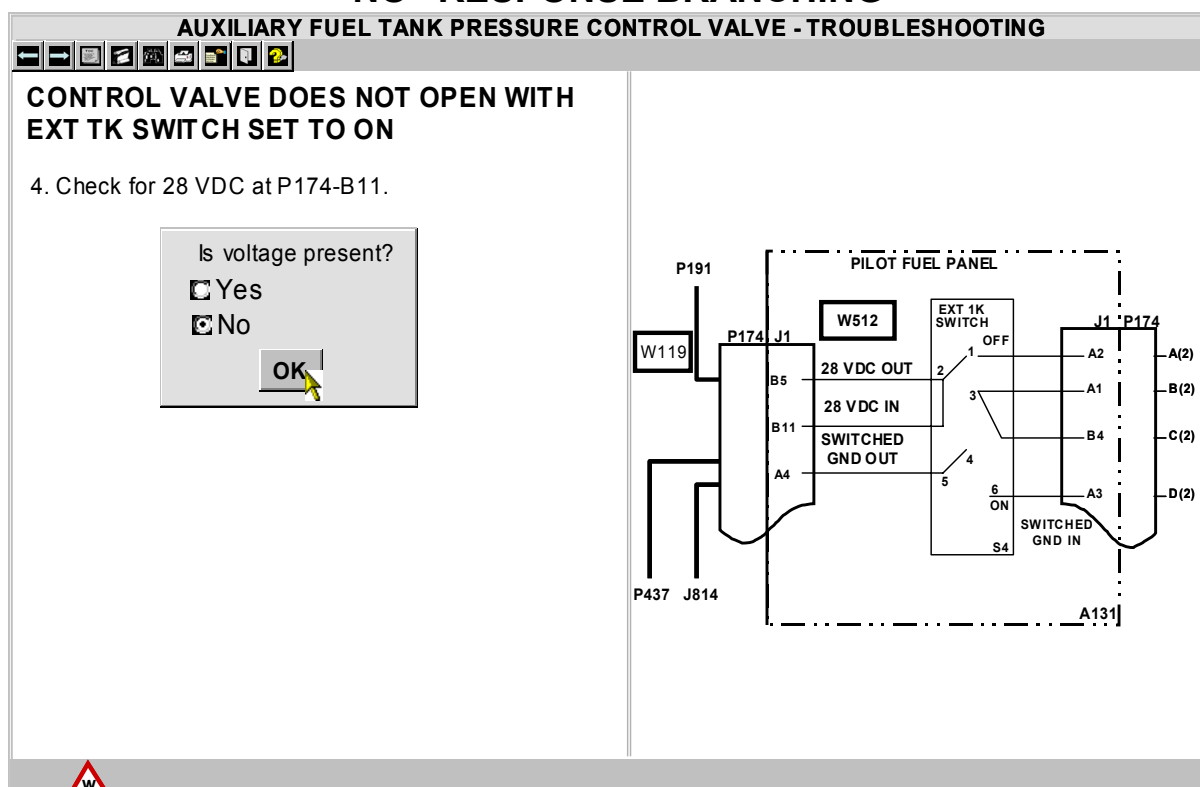 AUXILIARY FUEL TANK PRESSURE CONTROL VALVE - TROUBLESHOOTING
CONTROL VALVE DOES NOT OPEN WITH
EXT TK SWITCH SET TO ON
4. Check for 28 VDC at P174-B11.
Is voltage present?
Yes
No
OK
P191
PILOT FUEL PANEL
W512
EXT 1K
SWITCH
OFF
J1 P174
W119
P174 J1
1
A2
A(2)
B5
28 VDC OUT
2
3
A1
B(2)
28 VDC IN
B11
B4
C(2)
SWITCHED
GND OUT
A4
4
5
6
ON
A3
D(2)
SWITCHED
GND IN
S4
P437 J814
A131
W